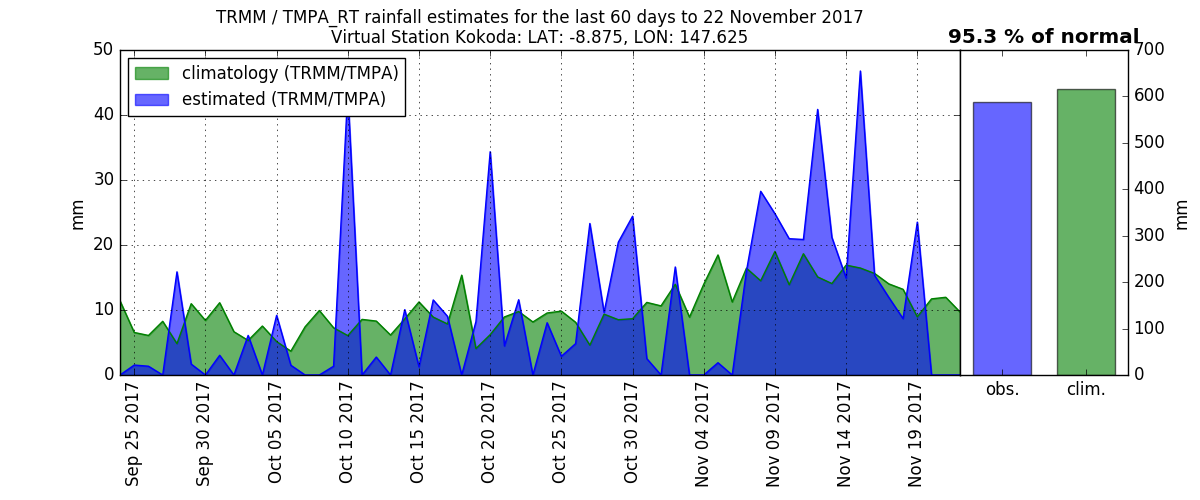 TRMM / TMPA_RT rainfall estimates for the last 60 days to 22 November 2017
Virtual Station Kokoda: LAT: -8.875, LON: 147.625
95.3 % of normal
climatology (TRMM/TMPA)
estimated (TRMM/TMPA)
50
40
30
20
10
0
mm
Sep 25 2017
Sep 30 2017
Oct 05 2017
Oct 10 2017
Oct 15 2017
Oct 20 2017
Oct 25 2017
Oct 30 2017
Nov 04 2017
Nov 09 2017
Nov 14 2017
Nov 19 2017
obs.
clim.
700
600
500
400
300
200
100
0
mm